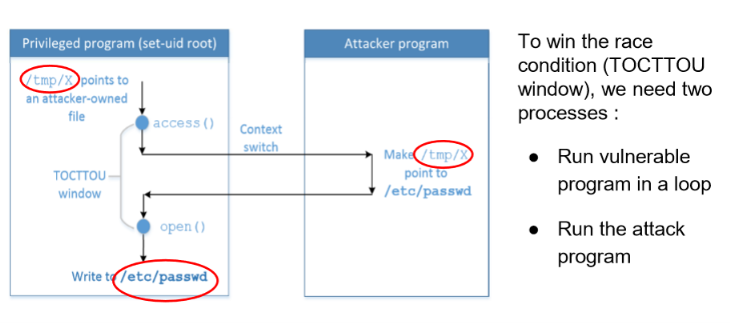 Privileged program (set-uid root)
/tmp/X points to
an attacker-owned
file
access()
TOCTTOU
window
open()
Write to /etc/passwd
Context
switch
Attacker program
Make /tmp/X
point to
/etc/passwd
To win the race
condition (TOCTTOU
window), we need two
processes :
● Run vulnerable
program in a loop
● Run the attack
program